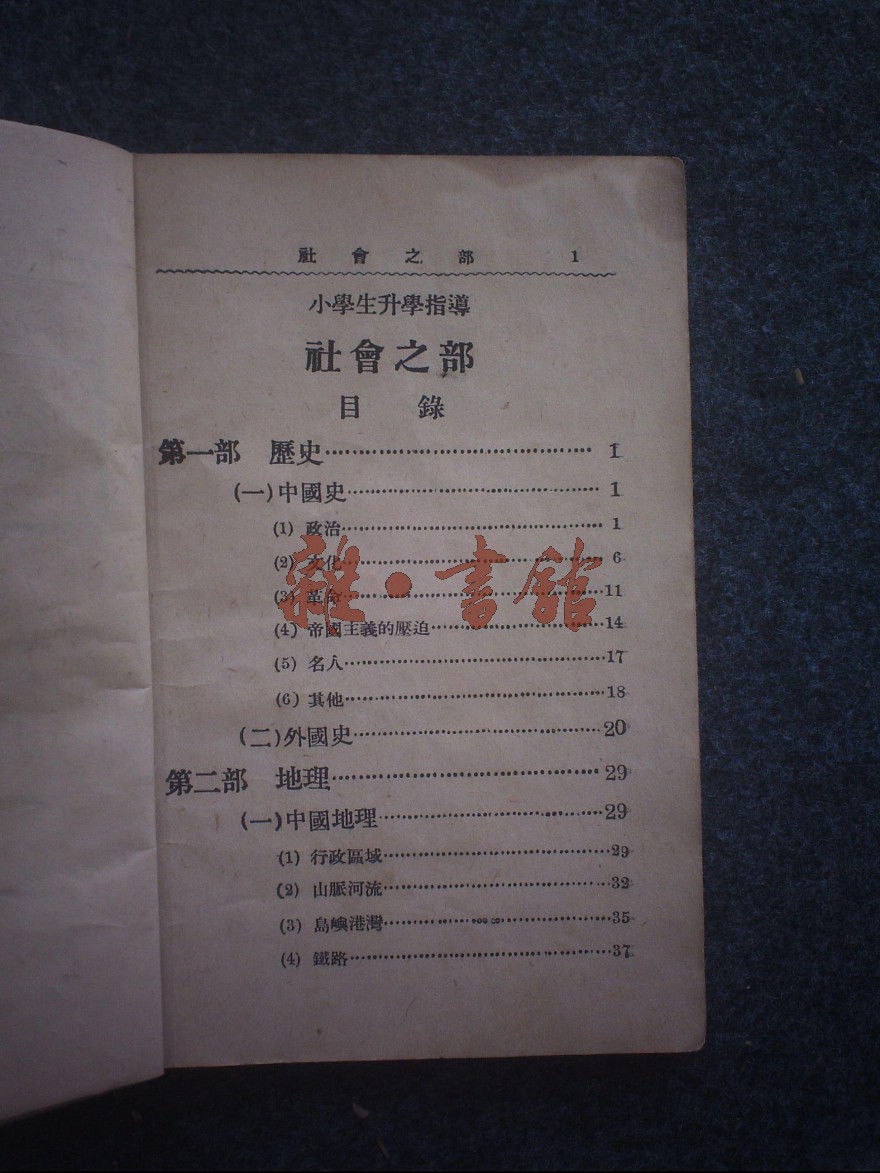 社會之部 1
小學生升學指導
社會之部
目 錄
第一部 歷史 1
(一)中國史 1
(1) 政治 1
(2) 文化 6
(3) 革命 11
(4) 帝國主義的壓迫 14
(5) 名人 17
(6) 其他 18
(二)外國史 20
第二部 地理 29
(一)中國地理 29
(1) 行政區域 29
(2) 山脈河流 32
(3) 島嶼港灣 35
(4) 鐵路 37
雜·書館